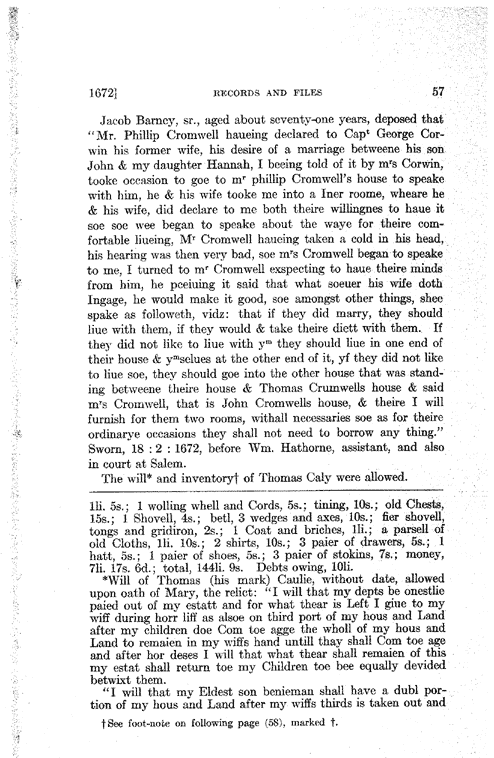 1672]	RECORDS AND FILES	57
Jacob Barney, sr., aged about seventy-one years, deposed that
"Mr. Phillip Cromwell haueing declared to Capᵗ George Cor-
win his former wife, his desire of a marriage betweene his son
John & my daughter Hannah, I beeing told of it by mʳs Corwin,
tooke occasion to goe to mʳ phillip Cromwell's house to speake
with him, he & his wife tooke me into a Iner roome, wheare he
& his wife, did declare to me both theire willingnes to haue it
soe soe wee began to speake about the waye for theire com-
fortable liueing, Mʳ Cromwell haueing taken a cold in his head,
his hearing was then very bad, soe mʳs Cromwell began to speake
to me, I turned to mʳ Cromwell exspecting to haue theire minds
from him, he pceiuing it said that what soeuer his wife doth
Ingage, he would make it good, soe amongst other things, shee
spake as followeth, vidz: that if they did marry, they should
liue with them, if they would & take theire diett with them. If
they did not like to liue with yᵐ they should liue in one end of
their house & yᵐselues at the other end of it, yf they did not like
to liue soe, they should goe into the other house that was stand-
ing betweene theire house & Thomas Crumwells house & said
mʳs Cromwell, that is John Cromwells house, & theire I will
furnish for them two rooms, withall necessaries soe as for theire
ordinarye occasions they shall not need to borrow any thing."
Sworn, 18 : 2 : 1672, before Wm. Hathorne, assistant, and also
in court at Salem.
The will* and inventory† of Thomas Caly were allowed.
1li. 5s.; 1 wolling whell and Cords, 5s.; tining, 10s.; old Chests,
15s.; 1 Shovell, 4s.; betl, 3 wedges and axes, 10s.; fier shovell,
tongs and gridiron, 2s.; 1 Coat and briches, 1li.; a parsell of
old Cloths, 1li. 10s.; 2 shirts, 10s.; 3 paier of drawers, 5s.; 1
hatt, 5s.; 1 paier of shoes, 5s.; 3 paier of stokins, 7s.; money,
7li. 17s. 6d.; total, 144li. 9s. Debts owing, 10li.
*Will of Thomas (his mark) Caulie, without date, allowed
upon oath of Mary, the relict: "I will that my depts be onestlie
paied out of my estatt and for what thear is Left I giue to my
wiff during horr liff as alsoe on third port of my hous and Land
after my children doe Com toe agge the wholl of my hous and
Land to remaien in my wiffs hand untill thay shall Com toe age
and after hor deses I will that what thear shall remaien of this
my estat shall return toe my Children toe bee equally devided
betwixt them.
"I will that my Eldest son benieman shall have a dubl por-
tion of my hous and Land after my wiffs thirds is taken out and
†See foot-note on following page (58), marked †.